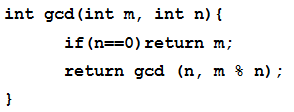 int gcd(int m, int n){
if(n==0)return m;
return gcd (n, m % n);
}